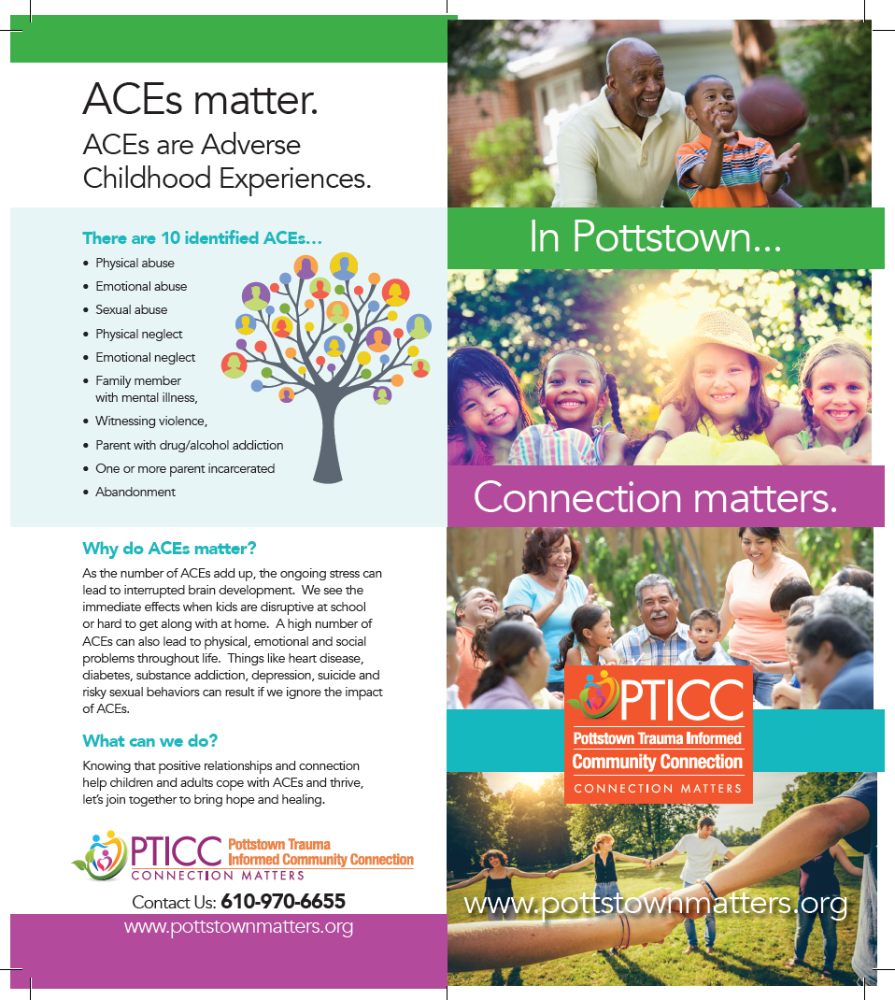 ACEs matter.
ACEs are Adverse
Childhood Experiences.
There are 10 identified ACEs…
• Physical abuse
• Emotional abuse
• Sexual abuse
• Physical neglect
• Emotional neglect
• Family member
with mental illness,
• Witnessing violence,
• Parent with drug/alcohol addiction
• One or more parent incarcerated
• Abandonment
Why do ACEs matter?
As the number of ACEs add up, the ongoing stress can
lead to interrupted brain development.  We see the
immediate effects when kids are disruptive at school
or hard to get along with at home.  A high number of
ACEs can also lead to physical, emotional and social
problems throughout life.  Things like heart disease,
diabetes, substance addiction, depression, suicide and
risky sexual behaviors can result if we ignore the impact
of ACEs.
What can we do?
Knowing that positive relationships and connection
help children and adults cope with ACEs and thrive,
let's join together to bring hope and healing.
PTICC
Pottstown Trauma
Informed Community Connection
CONNECTION MATTERS
Contact Us: 610-970-6655
www.pottstownmatters.org
In Pottstown...
Connection matters.
PTICC
Pottstown Trauma Informed
Community Connection
CONNECTION MATTERS
www.pottstownmatters.org